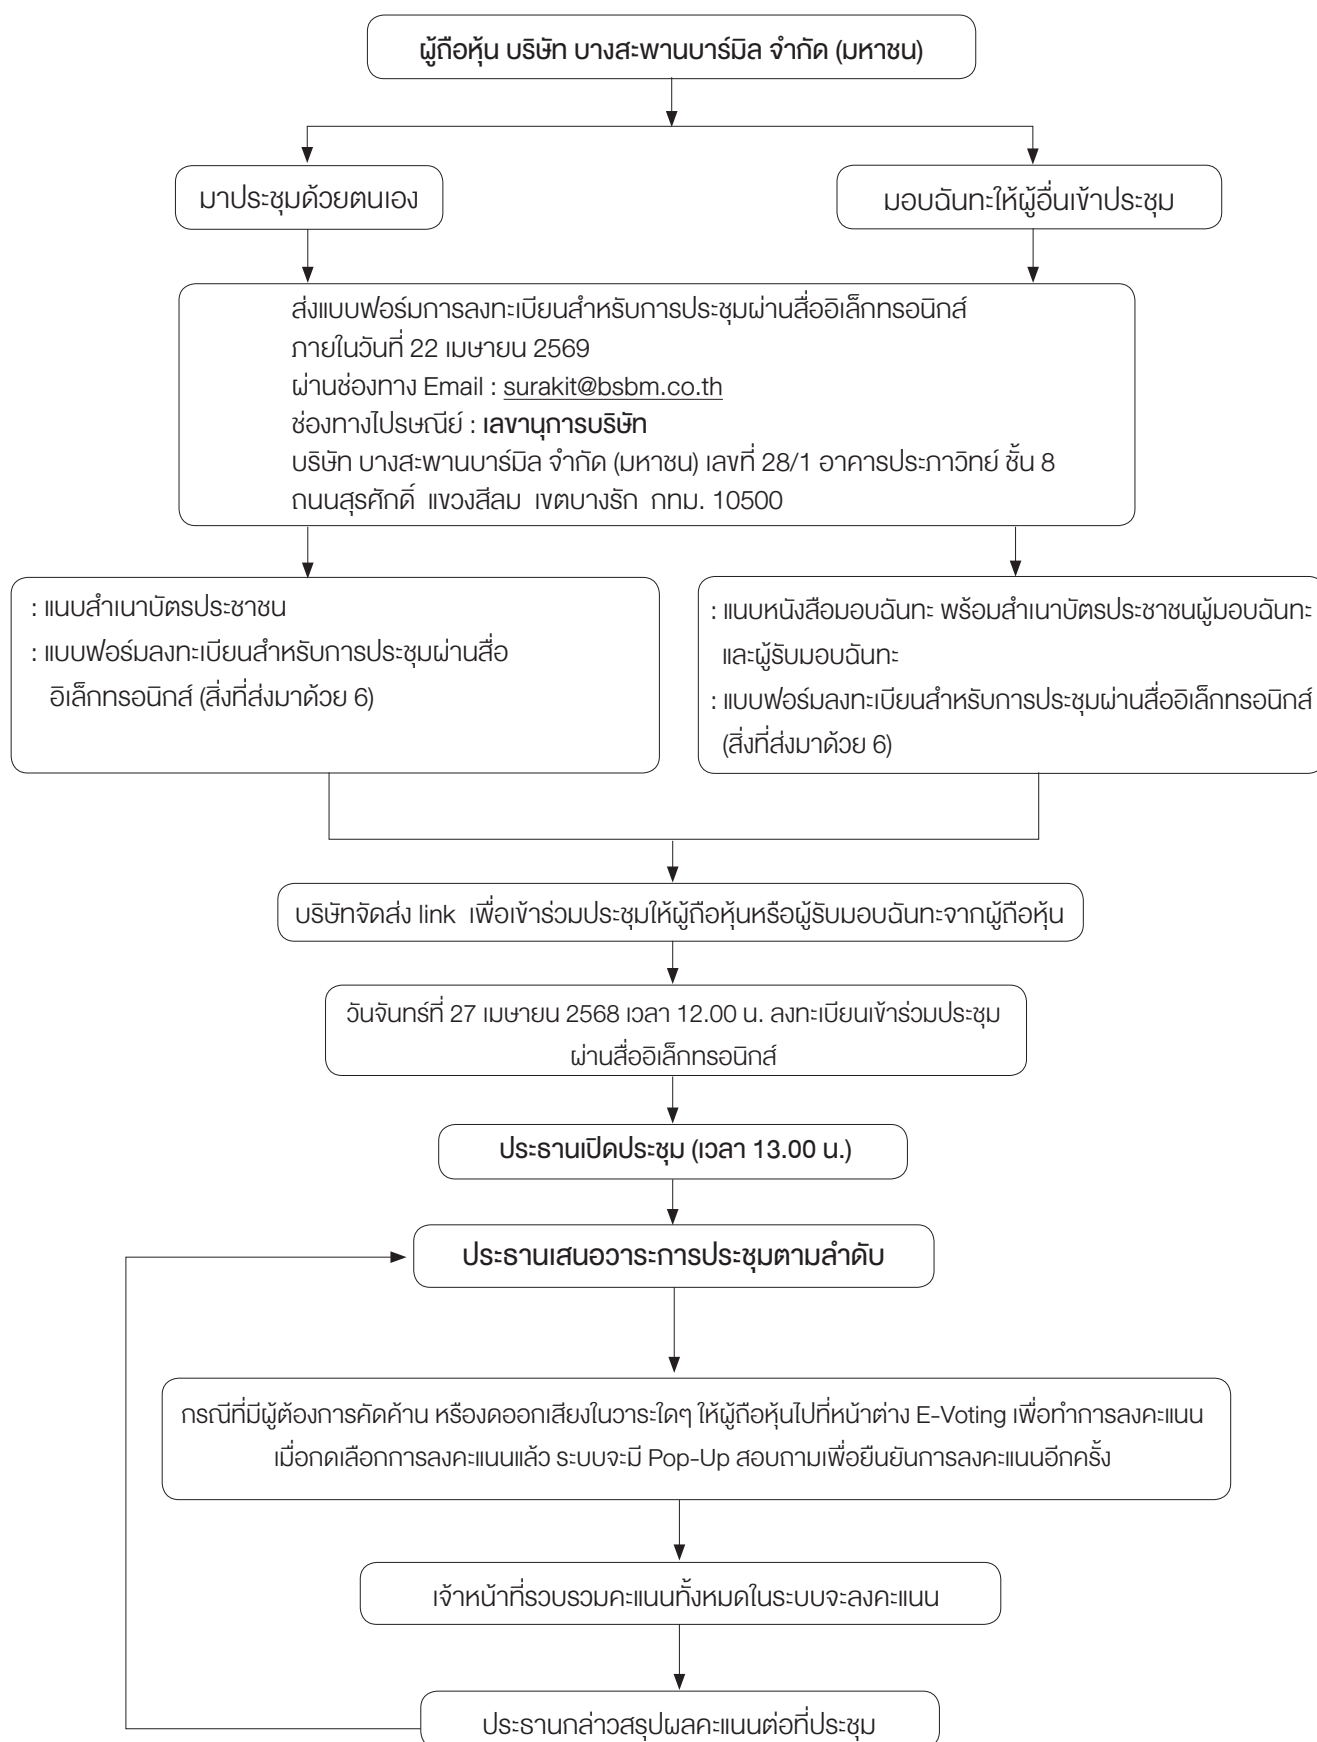 ผู้ถือหุ้น บริษัท บางสะพานบาร์มิล จำกัด (มหาชน)
มาประชุมด้วยตนเอง
มอบฉันทะให้ผู้อื่นเข้าประชุม
ส่งแบบฟอร์มการลงทะเบียนสำหรับการประชุมผ่านสื่ออิเล็กทรอนิกส์
ภายในวันที่ 22 เมษายน 2569
ผ่านช่องทาง Email : surakit@bsbm.co.th
ช่องทางไปรษณีย์ : เลขานุการบริษัท
บริษัท บางสะพานบาร์มิล จำกัด (มหาชน) เลขที่ 28/1 อาคารประภาวิทย์ ชั้น 8
ถนนสุรศักดิ์ แขวงสีลม เขตบางรัก กทม. 10500
: แนบสำเนาบัตรประชาชน
: แบบฟอร์มลงทะเบียนสำหรับการประชุมผ่านสื่อ
อิเล็กทรอนิกส์ (สิ่งที่ส่งมาด้วย 6)
: แนบหนังสือมอบฉันทะ พร้อมสำเนาบัตรประชาชนผู้มอบฉันทะ
และผู้รับมอบฉันทะ
: แบบฟอร์มลงทะเบียนสำหรับการประชุมผ่านสื่ออิเล็กทรอนิกส์
(สิ่งที่ส่งมาด้วย 6)
บริษัทจัดส่ง link เพื่อเข้าร่วมประชุมให้ผู้ถือหุ้นหรือผู้รับมอบฉันทะจากผู้ถือหุ้น
วันจันทร์ที่ 27 เมษายน 2568 เวลา 12.00 น. ลงทะเบียนเข้าร่วมประชุม
ผ่านสื่ออิเล็กทรอนิกส์
ประธานเปิดประชุม (เวลา 13.00 น.)
ประธานเสนอวาระการประชุมตามลำดับ
กรณีที่มีผู้ต้องการคัดค้าน หรืองดออกเสียงในวาระใดๆ ให้ผู้ถือหุ้นไปที่หน้าต่าง E-Voting เพื่อทำการลงคะแนน
เมื่อกดเลือกการลงคะแนนแล้ว ระบบจะมี Pop-Up สอบถามเพื่อยืนยันการลงคะแนนอีกครั้ง
เจ้าหน้าที่รวบรวมคะแนนทั้งหมดในระบบจะลงคะแนน
ประธานกล่าวสรุปผลคะแนนต่อที่ประชุม